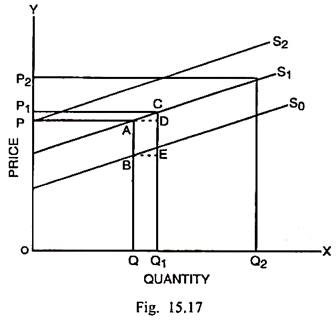 Y
S2
P2
S1
P1
C
S0
P
A
D
B
E
PRICE
O
Q
Q1
Q2
X
QUANTITY
Fig. 15.17